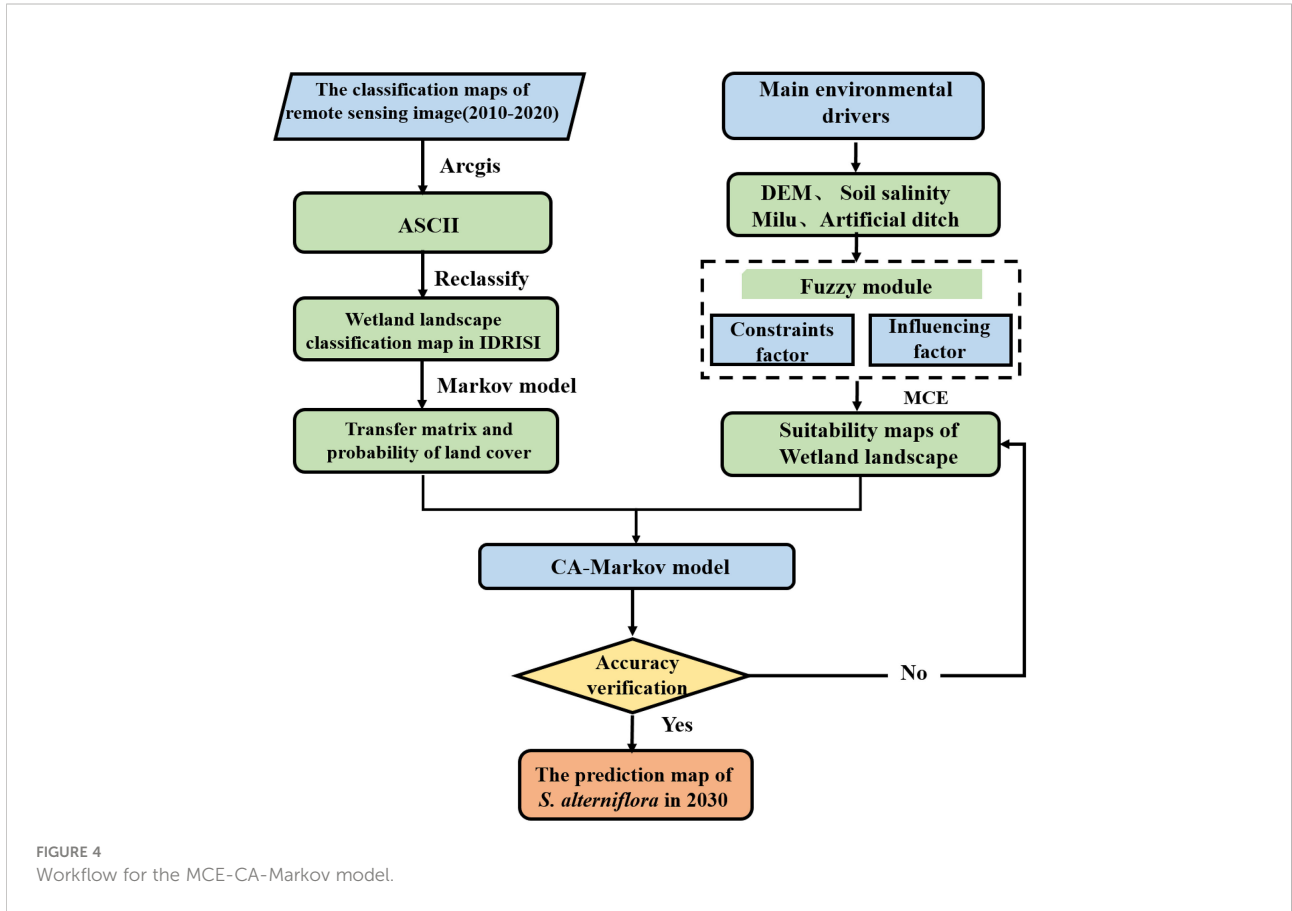 The classification maps of
remote sensing image(2010-2020)
Arcgis
ASCII
Reclassify
Wetland landscape
classification map in IDRISI
Markov model
Transfer matrix and
probability of land cover
Main environmental
drivers
DEM、 Soil salinity
Milu、Artificial ditch
Fuzzy module
Constraints
factor
Influencing
factor
MCE
Suitability maps of
Wetland landscape
CA-Markov model
Accuracy
verification
No
Yes
The prediction map of
S. alterniflora in 2030
FIGURE 4
Workflow for the MCE-CA-Markov model.